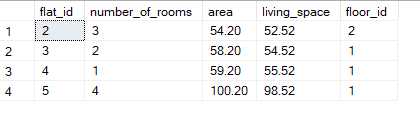 flat_id number_of_rooms area living_space floor_id
1 2 3 54.20 52.52 2
2 3 2 58.20 54.52 1
3 4 1 59.20 55.52 1
4 5 4 100.20 98.52 1